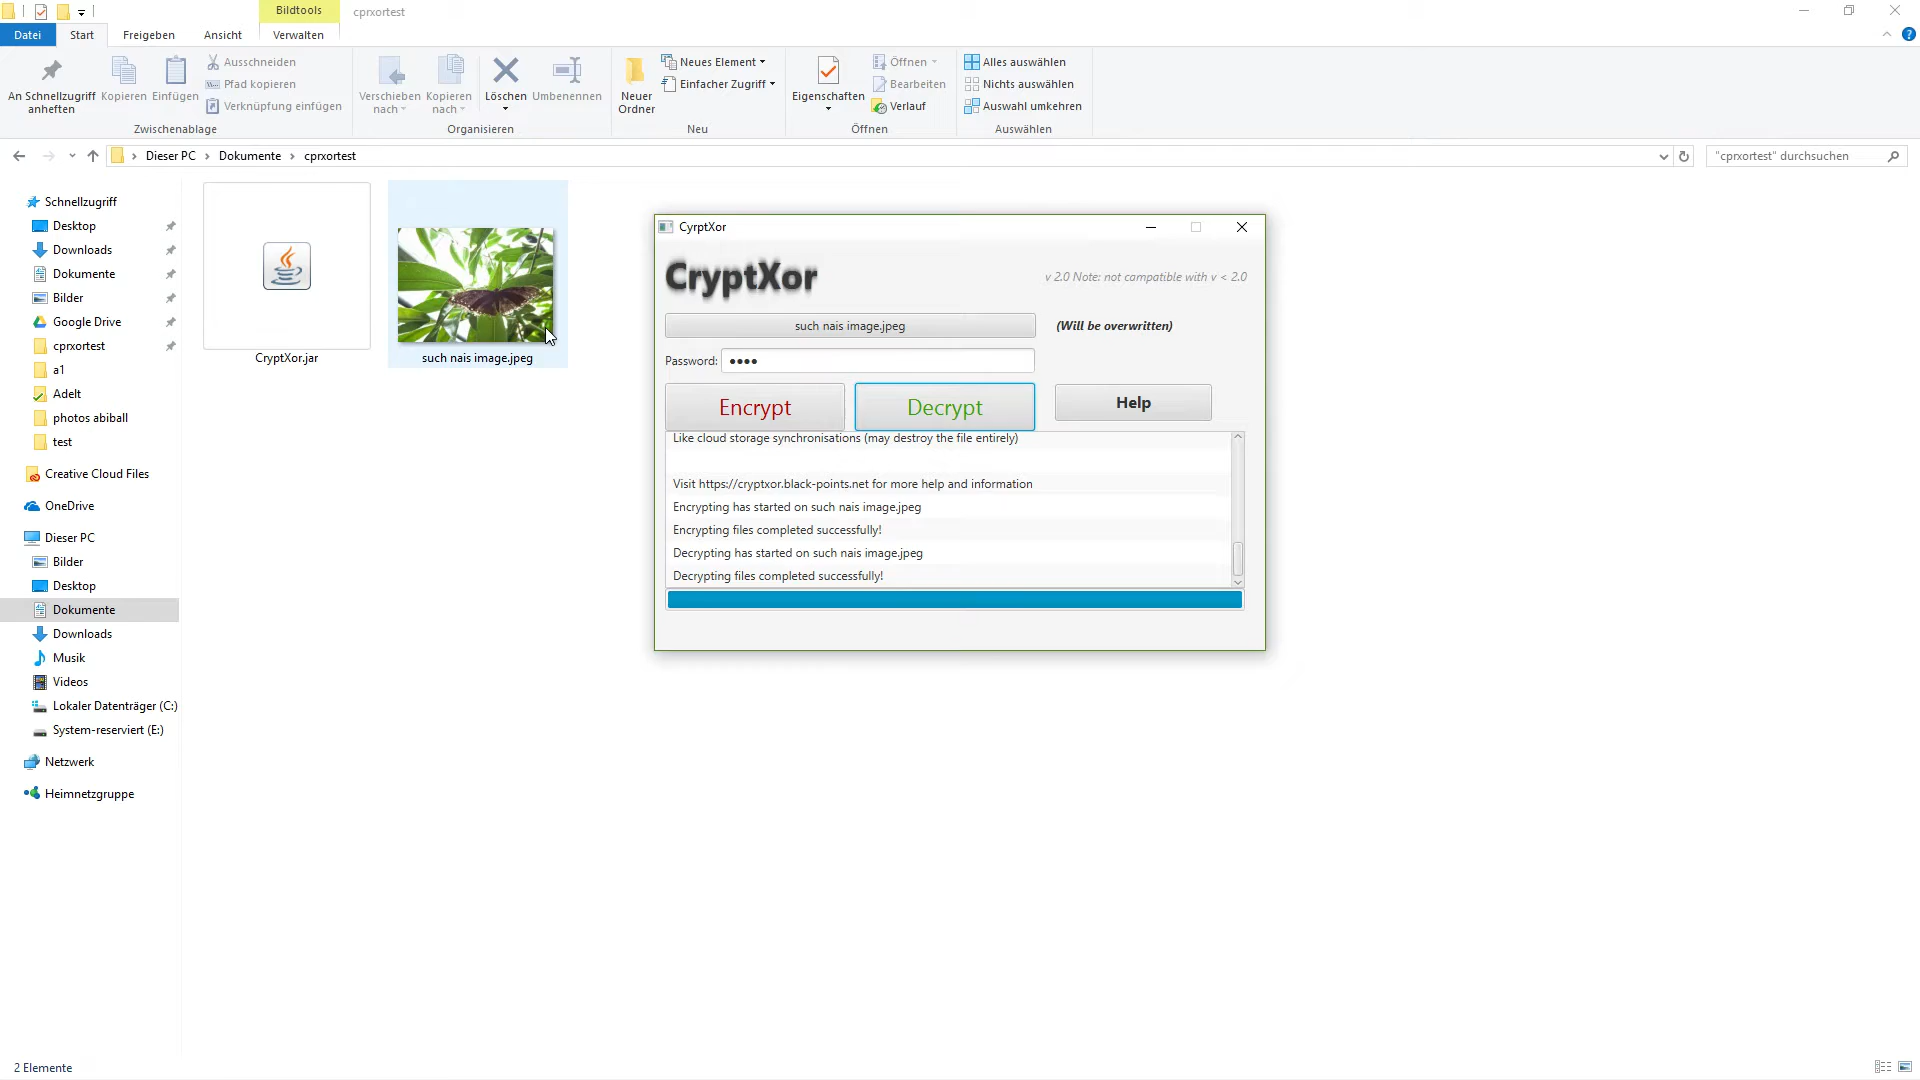 Bildtools
cprxortest
Datei
Start
Freigeben
Ansicht
Verwalten
An Schnellzugriff
anheften
Kopieren
Einfügen
Ausschneiden
Pfad kopieren
Verknüpfung einfügen
Zwischenablage
Verschieben
nach
Kopieren
nach
Löschen
Umbenennen
Organisieren
Neuer
Ordner
Neues Element
Einfacher Zugriff
Neu
Eigenschaften
Öffnen
Bearbeiten
Verlauf
Öffnen
Alles auswählen
Nichts auswählen
Auswahl umkehren
Auswählen
Dieser PC > Dokumente > cprxortest
"cprxortest" durchsuchen
Schnellzugriff
Desktop
Downloads
Dokumente
Bilder
Google Drive
cprxortest
a1
Adelt
photos abiball
test
Creative Cloud Files
OneDrive
Dieser PC
Bilder
Desktop
Dokumente
Downloads
Musik
Videos
Lokaler Datenträger (C:)
System-reserviert (E:)
Netzwerk
Heimnetzgruppe
CryptXor.jar
such nais image.jpeg
CyrptXor
CryptXor
v 2.0 Note: not campatible with v < 2.0
such nais image.jpeg
(Will be overwritten)
Password: ●●●●
Encrypt
Decrypt
Help
Like cloud storage synchronisations (may destroy the file entirely)
Visit https://cryptxor.black-points.net for more help and information
Encrypting has started on such nais image.jpeg
Encrypting files completed successfully!
Decrypting has started on such nais image.jpeg
Decrypting files completed successfully!
2 Elemente